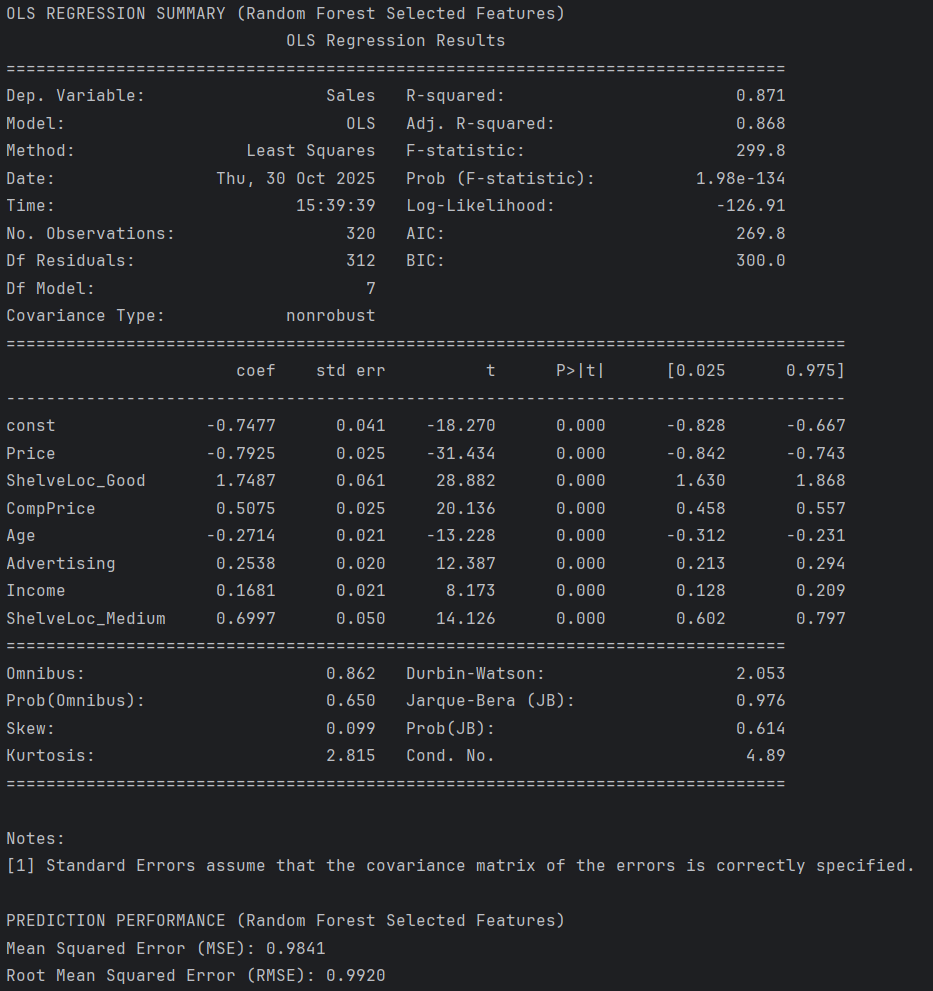 OLS REGRESSION SUMMARY (Random Forest Selected Features)
OLS Regression Results
==============================================================================
Dep. Variable: Sales R-squared: 0.871
Model: OLS Adj. R-squared: 0.868
Method: Least Squares F-statistic: 299.8
Date: Thu, 30 Oct 2025 Prob (F-statistic): 1.98e-134
Time: 15:39:39 Log-Likelihood: -126.91
No. Observations: 320 AIC: 269.8
Df Residuals: 312 BIC: 300.0
Df Model: 7
Covariance Type: nonrobust
====================================================================================
coef std err t P>|t| [0.025 0.975]
------------------------------------------------------------------------------------
const -0.7477 0.041 -18.270 0.000 -0.828 -0.667
Price -0.7925 0.025 -31.434 0.000 -0.842 -0.743
ShelveLoc_Good 1.7487 0.061 28.882 0.000 1.630 1.868
CompPrice 0.5075 0.025 20.136 0.000 0.458 0.557
Age -0.2714 0.021 -13.228 0.000 -0.312 -0.231
Advertising 0.2538 0.020 12.387 0.000 0.213 0.294
Income 0.1681 0.021 8.173 0.000 0.128 0.209
ShelveLoc_Medium 0.6997 0.050 14.126 0.000 0.602 0.797
==============================================================================
Omnibus: 0.862 Durbin-Watson: 2.053
Prob(Omnibus): 0.650 Jarque-Bera (JB): 0.976
Skew: 0.099 Prob(JB): 0.614
Kurtosis: 2.815 Cond. No. 4.89
==============================================================================
Notes:
[1] Standard Errors assume that the covariance matrix of the errors is correctly specified.
PREDICTION PERFORMANCE (Random Forest Selected Features)
Mean Squared Error (MSE): 0.9841
Root Mean Squared Error (RMSE): 0.9920